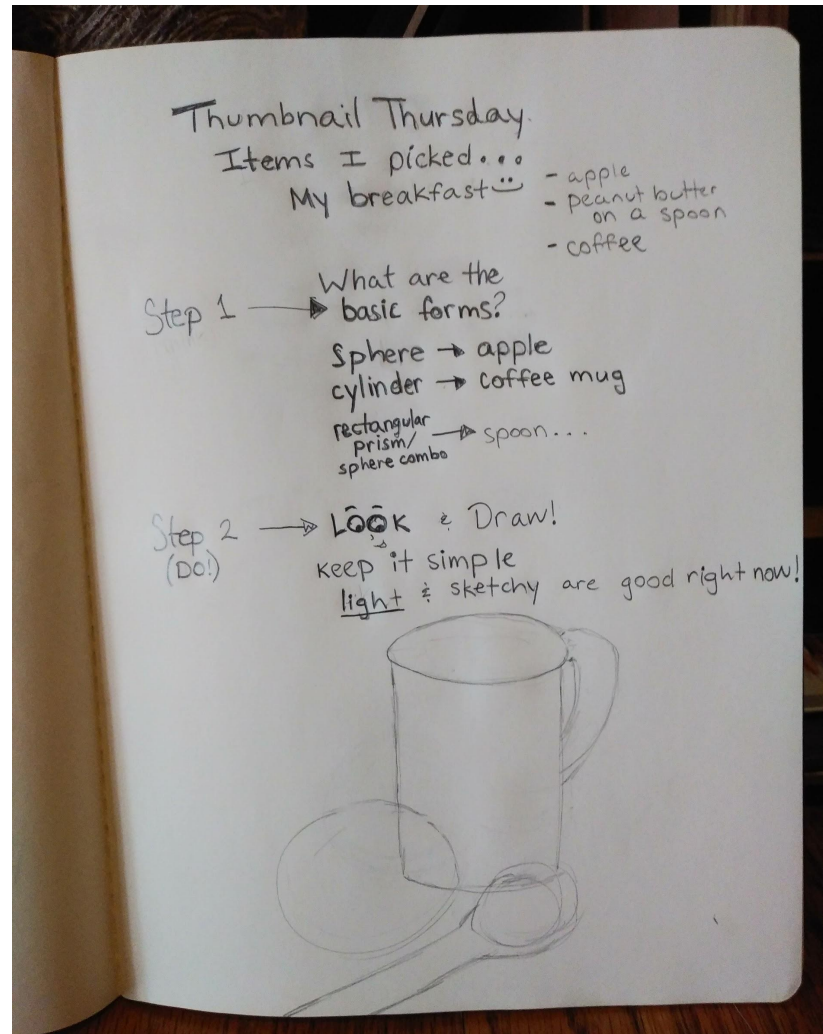 Thumbnail Thursday.
Items I picked...
My breakfast
- apple
- peanut butter
on a spoon
- coffee
Step 1
What are the
basic forms?
Sphere → apple
cylinder → coffee mug
rectangular
prism/
sphere combo
→ spoon...
Step 2
(DO!)
LOOK & Draw!
keep it simple
light & sketchy are good right now!